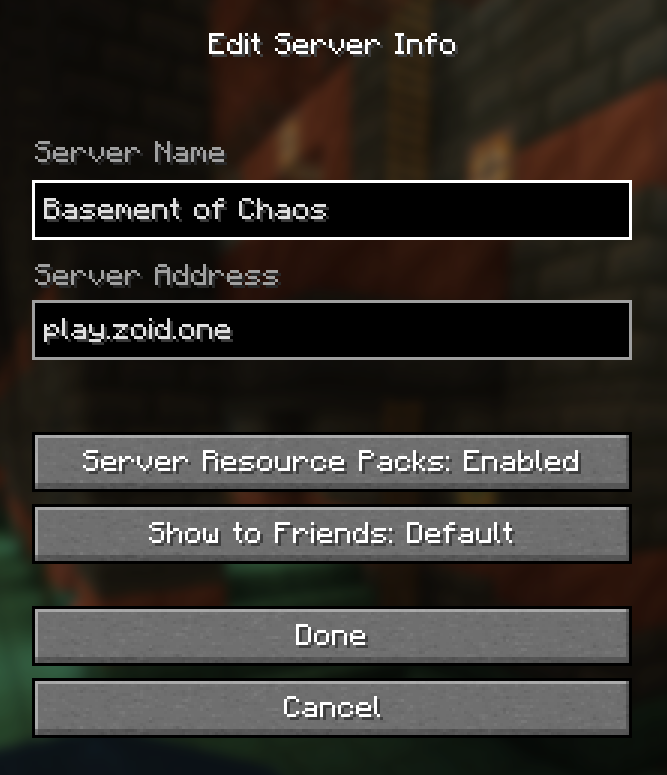 Edit Server Info
Server Name
Basement of Chaos
Server Address
play.zoid.one
Server Resource Packs: Enabled
Show to Friends: Default
Done
Cancel